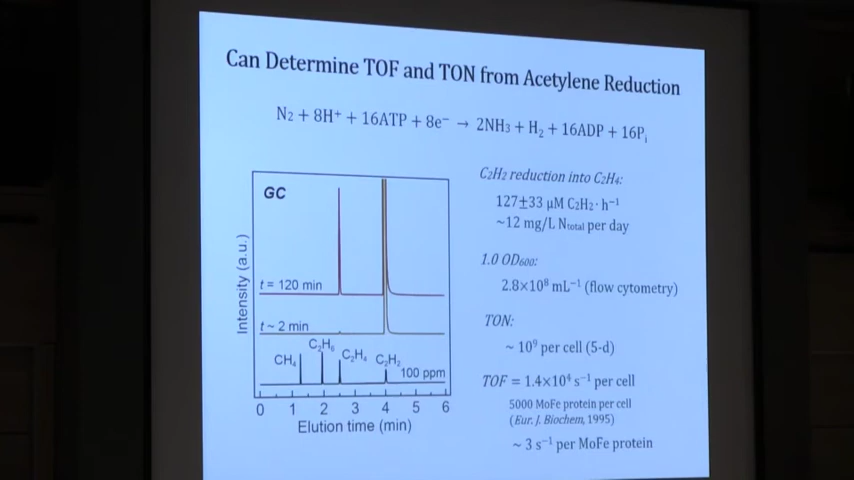 Can Determine TOF and TON from Acetylene Reduction
N₂ + 8H⁺ + 16ATP + 8e⁻ → 2NH₃ + H₂ + 16ADP + 16Pᵢ
GC
Intensity (a.u.)
t = 120 min
t ~ 2 min
CH₄
C₂H₆
C₂H₄
C₂H₂
100 ppm
0 1 2 3 4 5 6
Elution time (min)
C₂H₂ reduction into C₂H₄:
127±33 μM C₂H₂· h⁻¹
~12 mg/L Ntotal per day
1.0 OD₆₀₀:
2.8×10⁸ mL⁻¹ (flow cytometry)
TON:
~ 10⁹ per cell (5-d)
TOF = 1.4×10⁴ s⁻¹ per cell
5000 MoFe protein per cell
(Eur. J. Biochem, 1995)
~ 3 s⁻¹ per MoFe protein